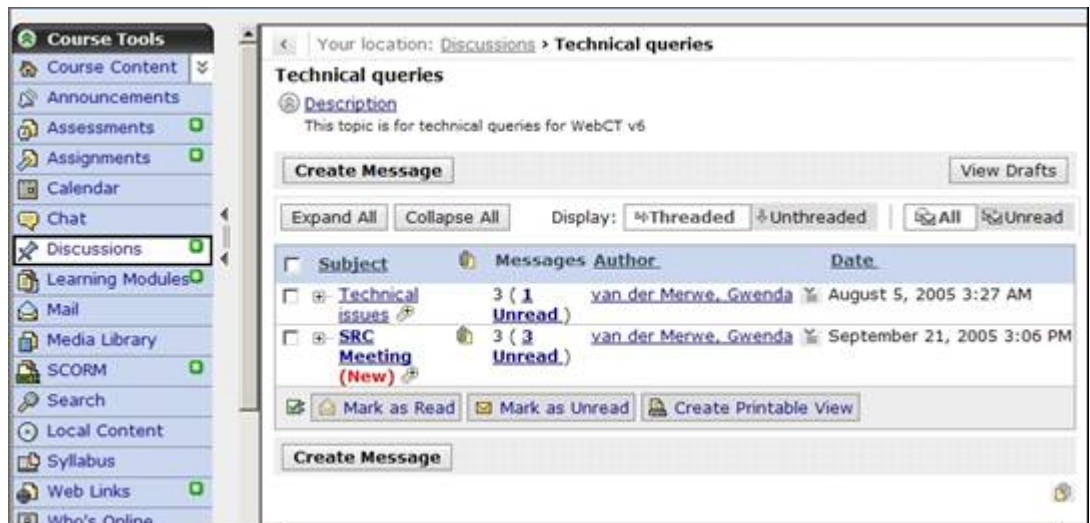 Course Tools
Course Content
Announcements
Assessments
Assignments
Calendar
Chat
Discussions
Learning Modules
Mail
Media Library
SCORM
Search
Local Content
Syllabus
Web Links
Who's Online
Your location: Discussions › Technical queries
Technical queries
Description
This topic is for technical queries for WebCT v6
Create Message View Drafts
Expand All Collapse All Display: Threaded Unthreaded All Unread
Subject Messages Author Date
Technical 3 ( 1 van der Merwe, Gwenda August 5, 2005 3:27 AM
issues Unread )
SRC 3 ( 3 van der Merwe, Gwenda September 21, 2005 3:06 PM
Meeting Unread )
(New)
Mark as Read Mark as Unread Create Printable View
Create Message